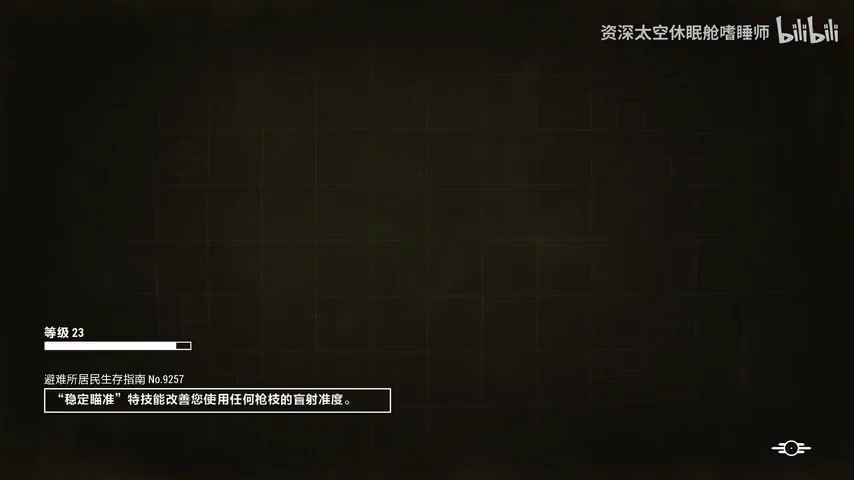 资深太空休眠舱嗜睡师 bilibili
等级 23
避难所居民生存指南 No.9257
“稳定瞄准”特技能改善您使用任何枪枝的盲射准度。